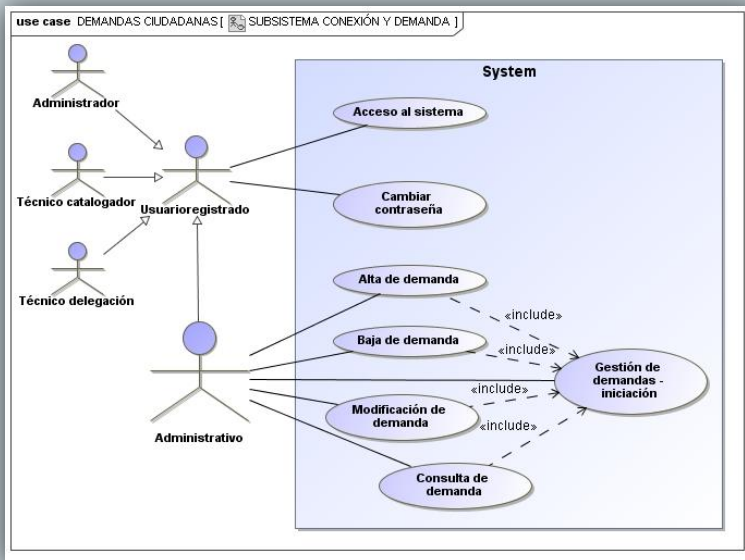 use case DEMANDAS CIUDADANAS [ SUBSISTEMA CONEXIÓN Y DEMANDA ]
System
Administrador
Acceso al sistema
Técnico catalogador
Usuarioregistrado
Cambiar
contraseña
Técnico delegación
Alta de demanda
«include»
Baja de demanda
«include»
Gestión de
demandas -
iniciación
«include»
Modificación de
demanda
«include»
Administrativo
Consulta de
demanda